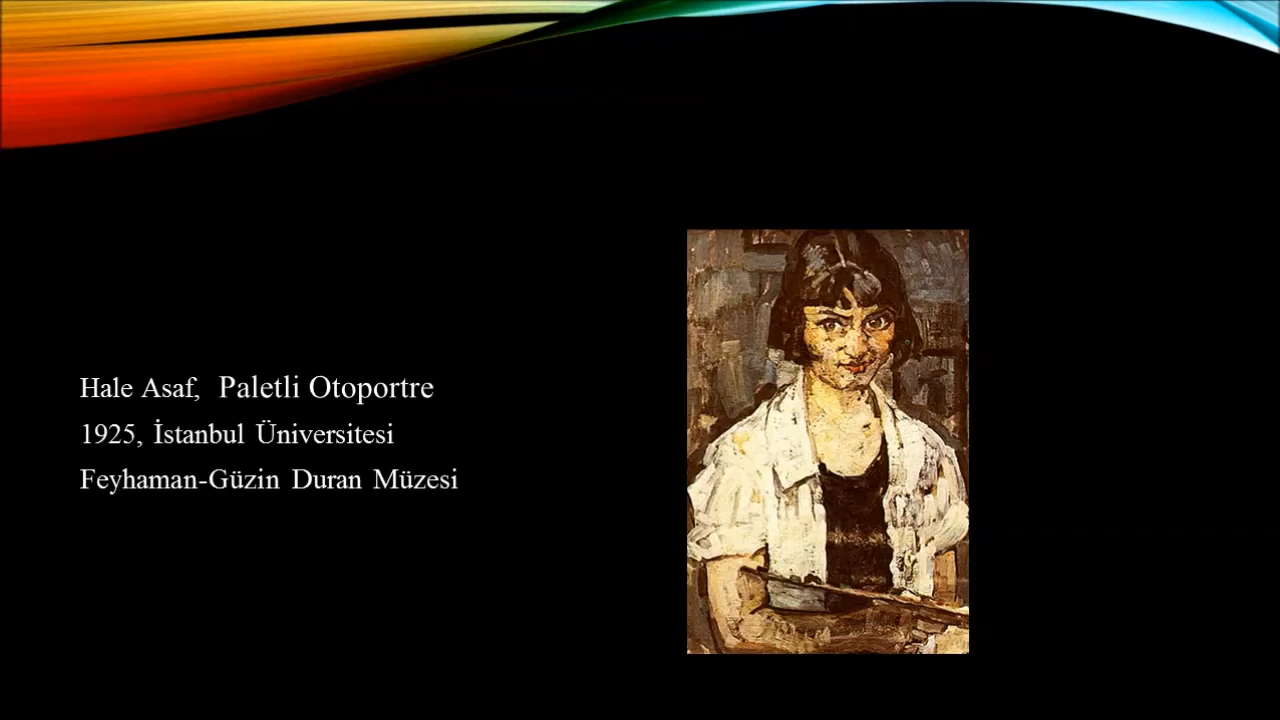 Hale Asaf, Paletli Otoportre
1925, İstanbul Üniversitesi
Feyhaman-Güzin Duran Müzesi